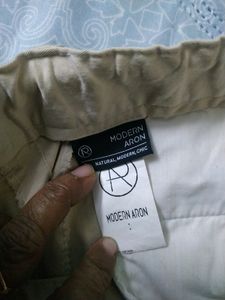 MODERN
ARON
NATURAL, MODERN, CHIC
MODERN ARON